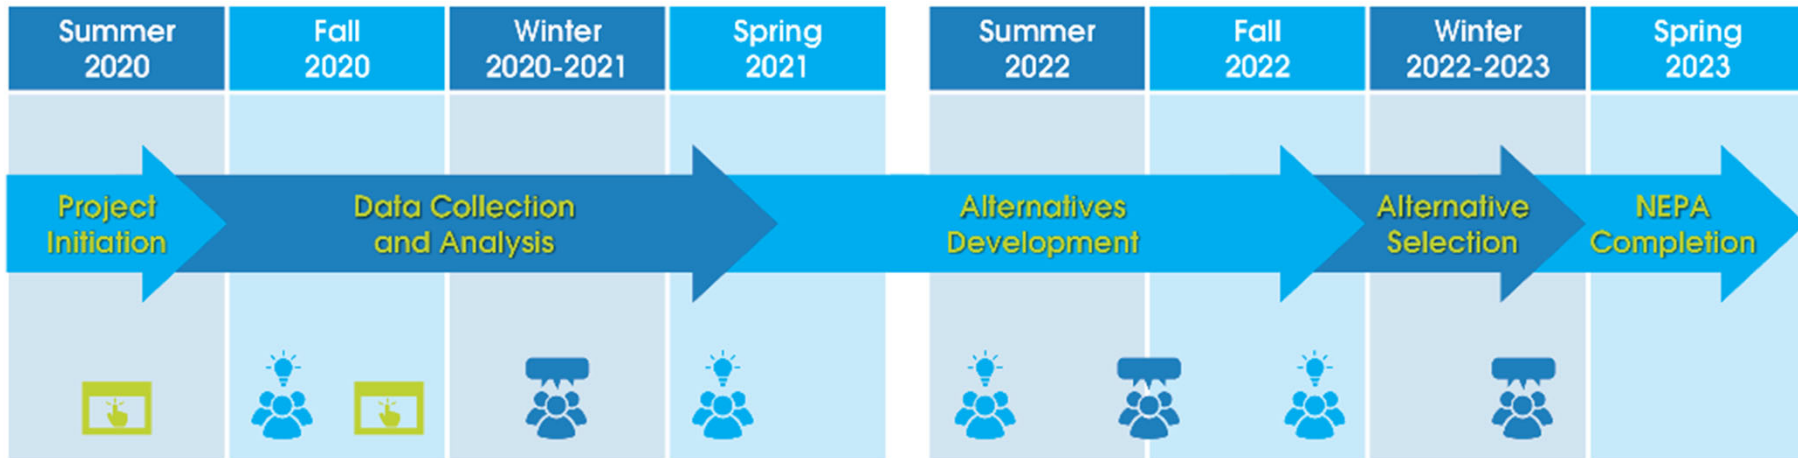 Summer
2020
Fall
2020
Winter
2020-2021
Spring
2021
Summer
2022
Fall
2022
Winter
2022-2023
Spring
2023
Project
Initiation
Data Collection
and Analysis
Alternatives
Development
Alternative
Selection
NEPA
Completion